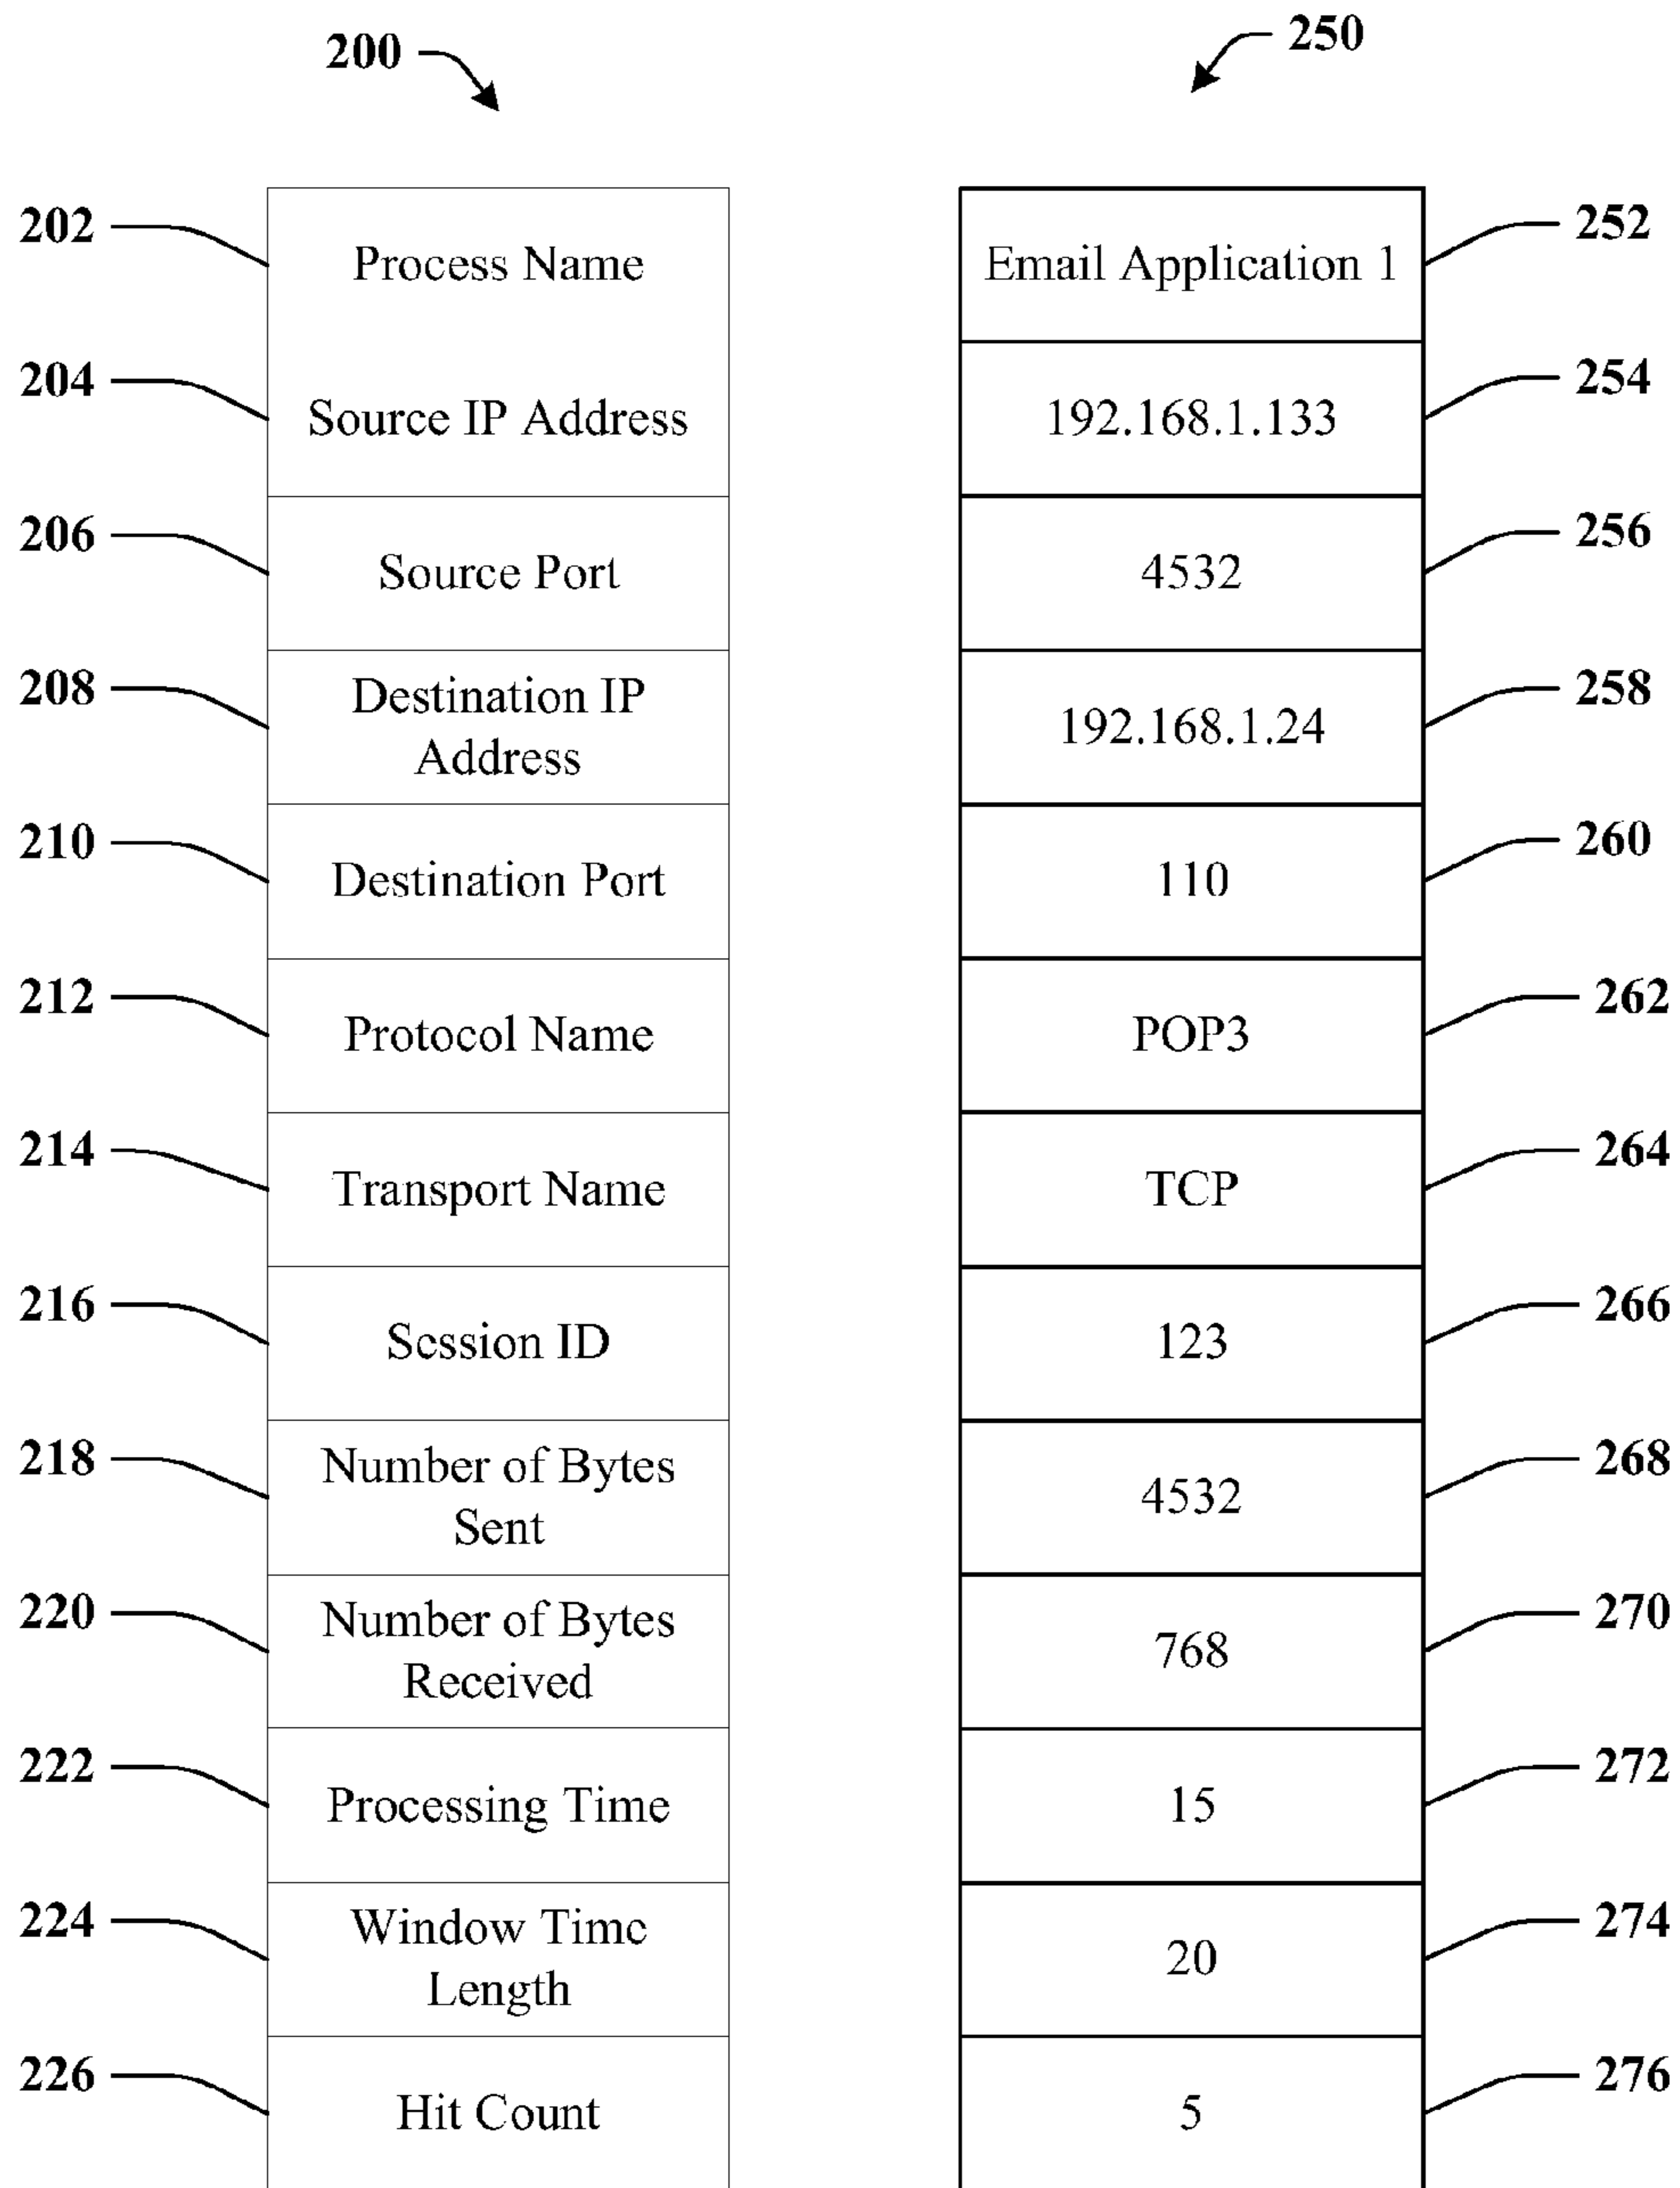 200 250
202 Process Name Email Application 1 252
204 Source IP Address 192.168.1.133 254
206 Source Port 4532 256
208 Destination IP 192.168.1.24 258
Address
210 Destination Port 110 260
212 Protocol Name POP3 262
214 Transport Name TCP 264
216 Session ID 123 266
218 Number of Bytes 4532 268
Sent
220 Number of Bytes 768 270
Received
222 Processing Time 15 272
224 Window Time 20 274
Length
226 Hit Count 5 276